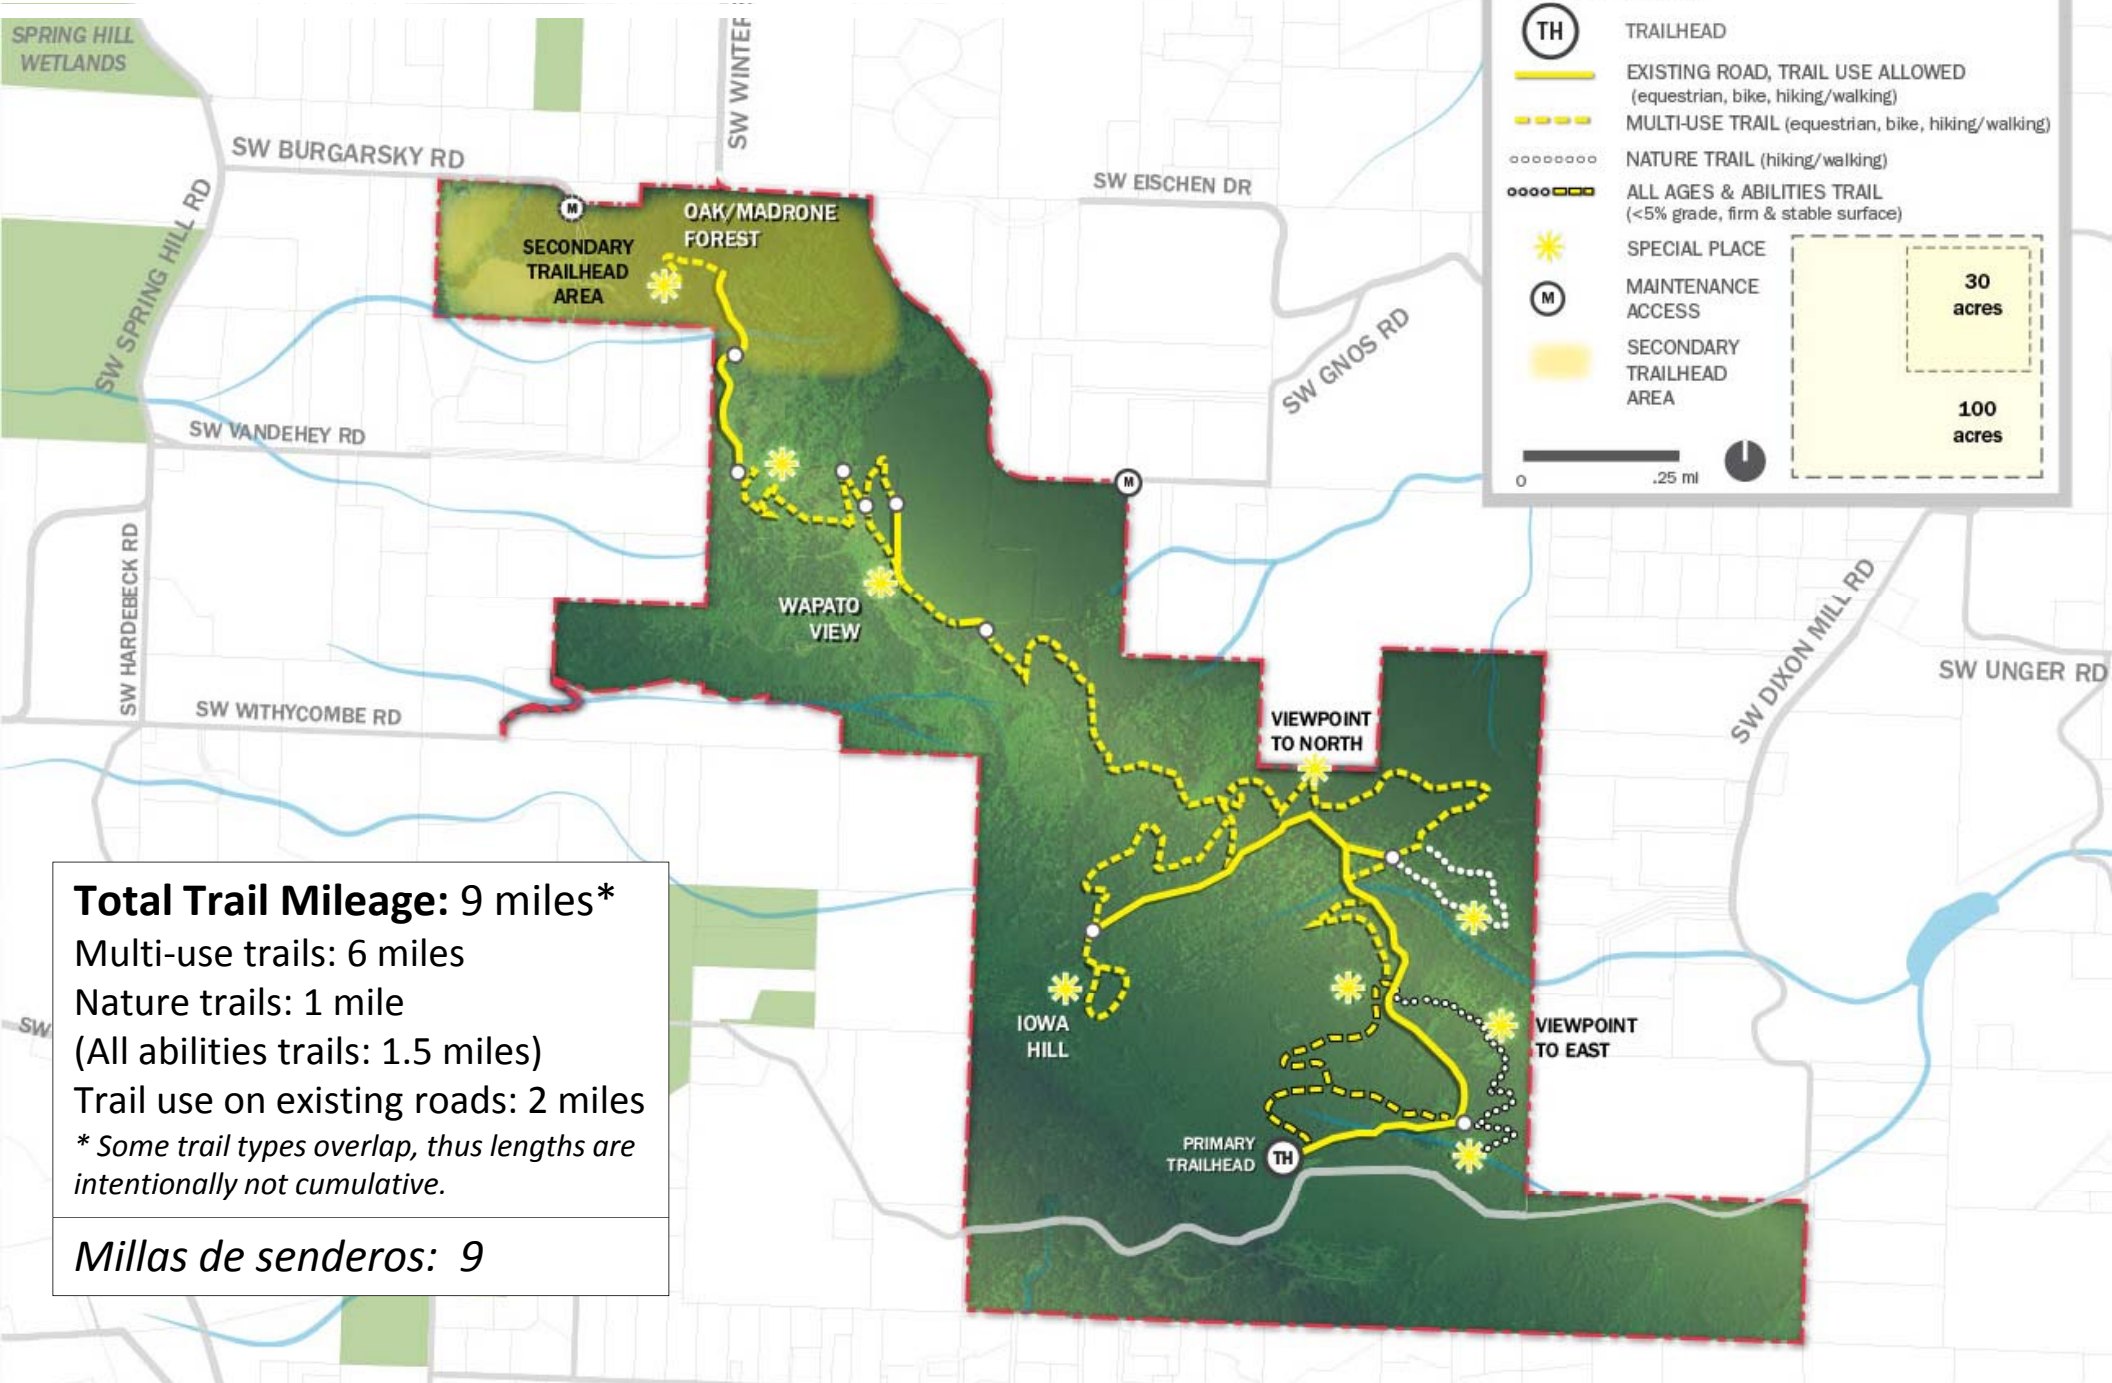 SPRING HILL
WETLANDS
SW WINTER
SW BURGARSKY RD
SW SPRING HILL RD
SW EISCHEN DR
SW GNOS RD
SW VANDEHEY RD
SW HARDEBECK RD
SW WITHYCOMBE RD
SW DIXON MILL RD
SW UNGER RD
SW
M
OAK/MADRONE
FOREST
SECONDARY
TRAILHEAD
AREA
M
WAPATO
VIEW
VIEWPOINT
TO NORTH
IOWA
HILL
VIEWPOINT
TO EAST
PRIMARY
TRAILHEAD
TH
TH
TRAILHEAD
EXISTING ROAD, TRAIL USE ALLOWED
(equestrian, bike, hiking/walking)
MULTI-USE TRAIL (equestrian, bike, hiking/walking)
NATURE TRAIL (hiking/walking)
ALL AGES & ABILITIES TRAIL
(<5% grade, firm & stable surface)
SPECIAL PLACE
M
MAINTENANCE
ACCESS
SECONDARY
TRAILHEAD
AREA
30
acres
100
acres
0 .25 mi
Total Trail Mileage: 9 miles*
Multi-use trails: 6 miles
Nature trails: 1 mile
(All abilities trails: 1.5 miles)
Trail use on existing roads: 2 miles
* Some trail types overlap, thus lengths are
intentionally not cumulative.
Millas de senderos: 9